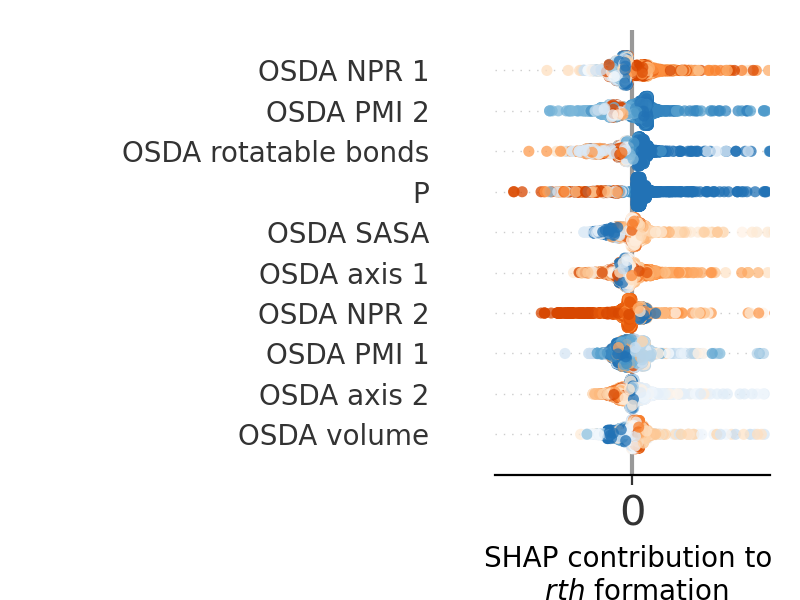 OSDA NPR 1
OSDA PMI 2
OSDA rotatable bonds
P
OSDA SASA
OSDA axis 1
OSDA NPR 2
OSDA PMI 1
OSDA axis 2
OSDA volume
0
SHAP contribution to
rth formation